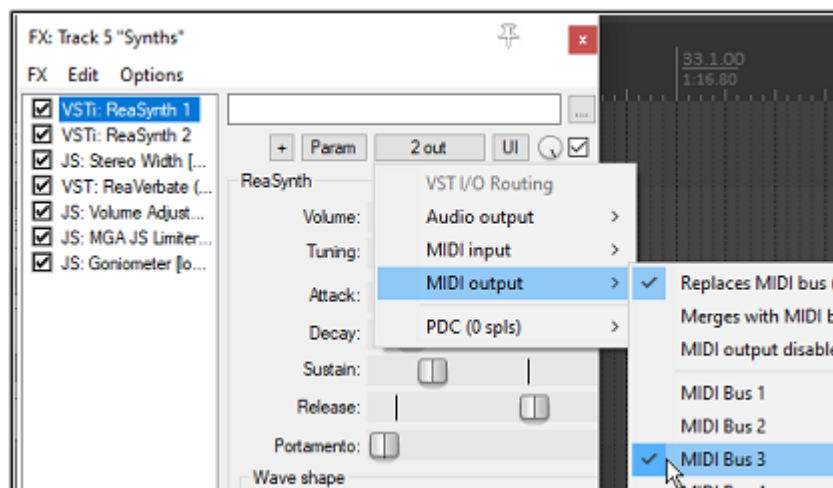 FX: Track 5 "Synths"
FX Edit Options
VSTi: ReaSynth 1
VSTi: ReaSynth 2
JS: Stereo Width [...
VST: ReaVerbate (...
JS: Volume Adjust...
JS: MGA JS Limiter...
JS: Goniometer [lo...
...
+ Param 2 out UI
ReaSynth
Volume:
Tuning:
Attack:
Decay:
Sustain:
Release:
Portamento:
Wave shape
VST I/O Routing
Audio output >
MIDI input >
MIDI output >
PDC (0 spls) >
Replaces MIDI bus (
Merges with MIDI b
MIDI output disable
MIDI Bus 1
MIDI Bus 2
MIDI Bus 3
33.1.00
1:16.80